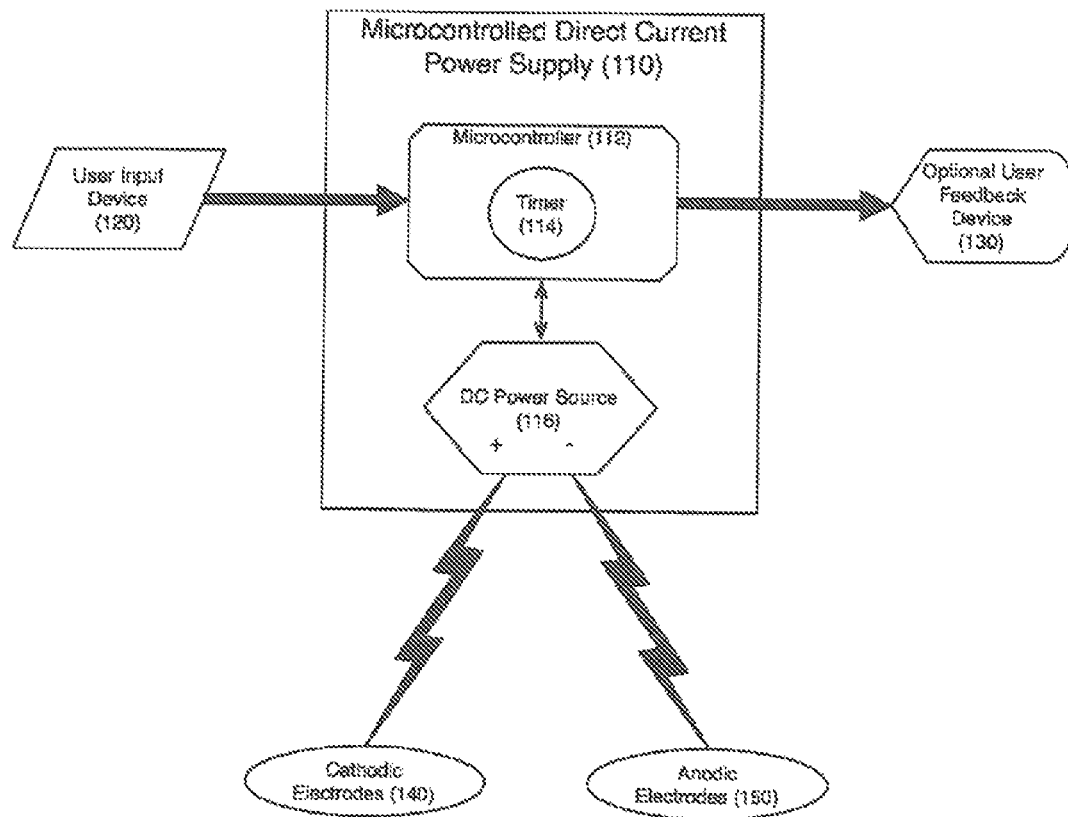 Microcontrolled Direct Current
Power Supply (110)
Microcontroller (112)
User Input
Device
(120)
Timer
(114)
Optional User
Feedback
Device
(130)
DC Power Source
(116)
+ -
Cathodic
Electrodes (140)
Anodic
Electrodes (150)